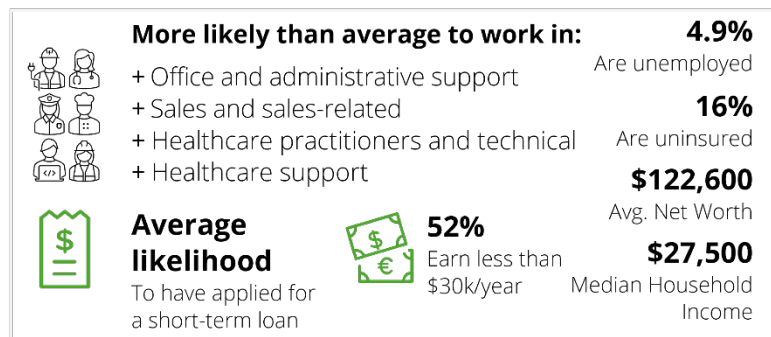 More likely than average to work in:
+ Office and administrative support
+ Sales and sales-related
+ Healthcare practitioners and technical
+ Healthcare support
4.9%
Are unemployed
16%
Are uninsured
$122,600
Avg. Net Worth
$27,500
Median Household
Income
$
Average
likelihood
To have applied for
a short-term loan
$
€
52%
Earn less than
$30k/year